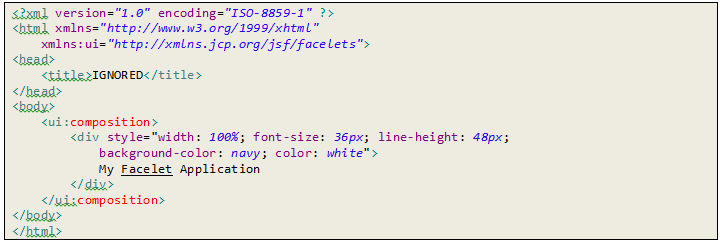 <?xml version="1.0" encoding="ISO-8859-1" ?>
<html xmlns="http://www.w3.org/1999/xhtml"
xmlns:ui="http://xmlns.jcp.org/jsf/facelets">
<head>
<title>IGNORED</title>
</head>
<body>
<ui:composition>
<div style="width: 100%; font-size: 36px; line-height: 48px;
background-color: navy; color: white">
My Facelet Application
</div>
</ui:composition>
</body>
</html>